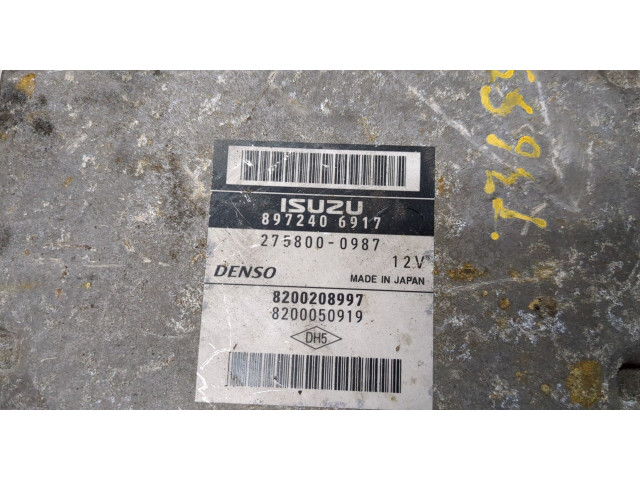 ISUZU
897240 6917
275800-0987
12V
DENSO MADE IN JAPAN
8200208997
8200050919
DH5